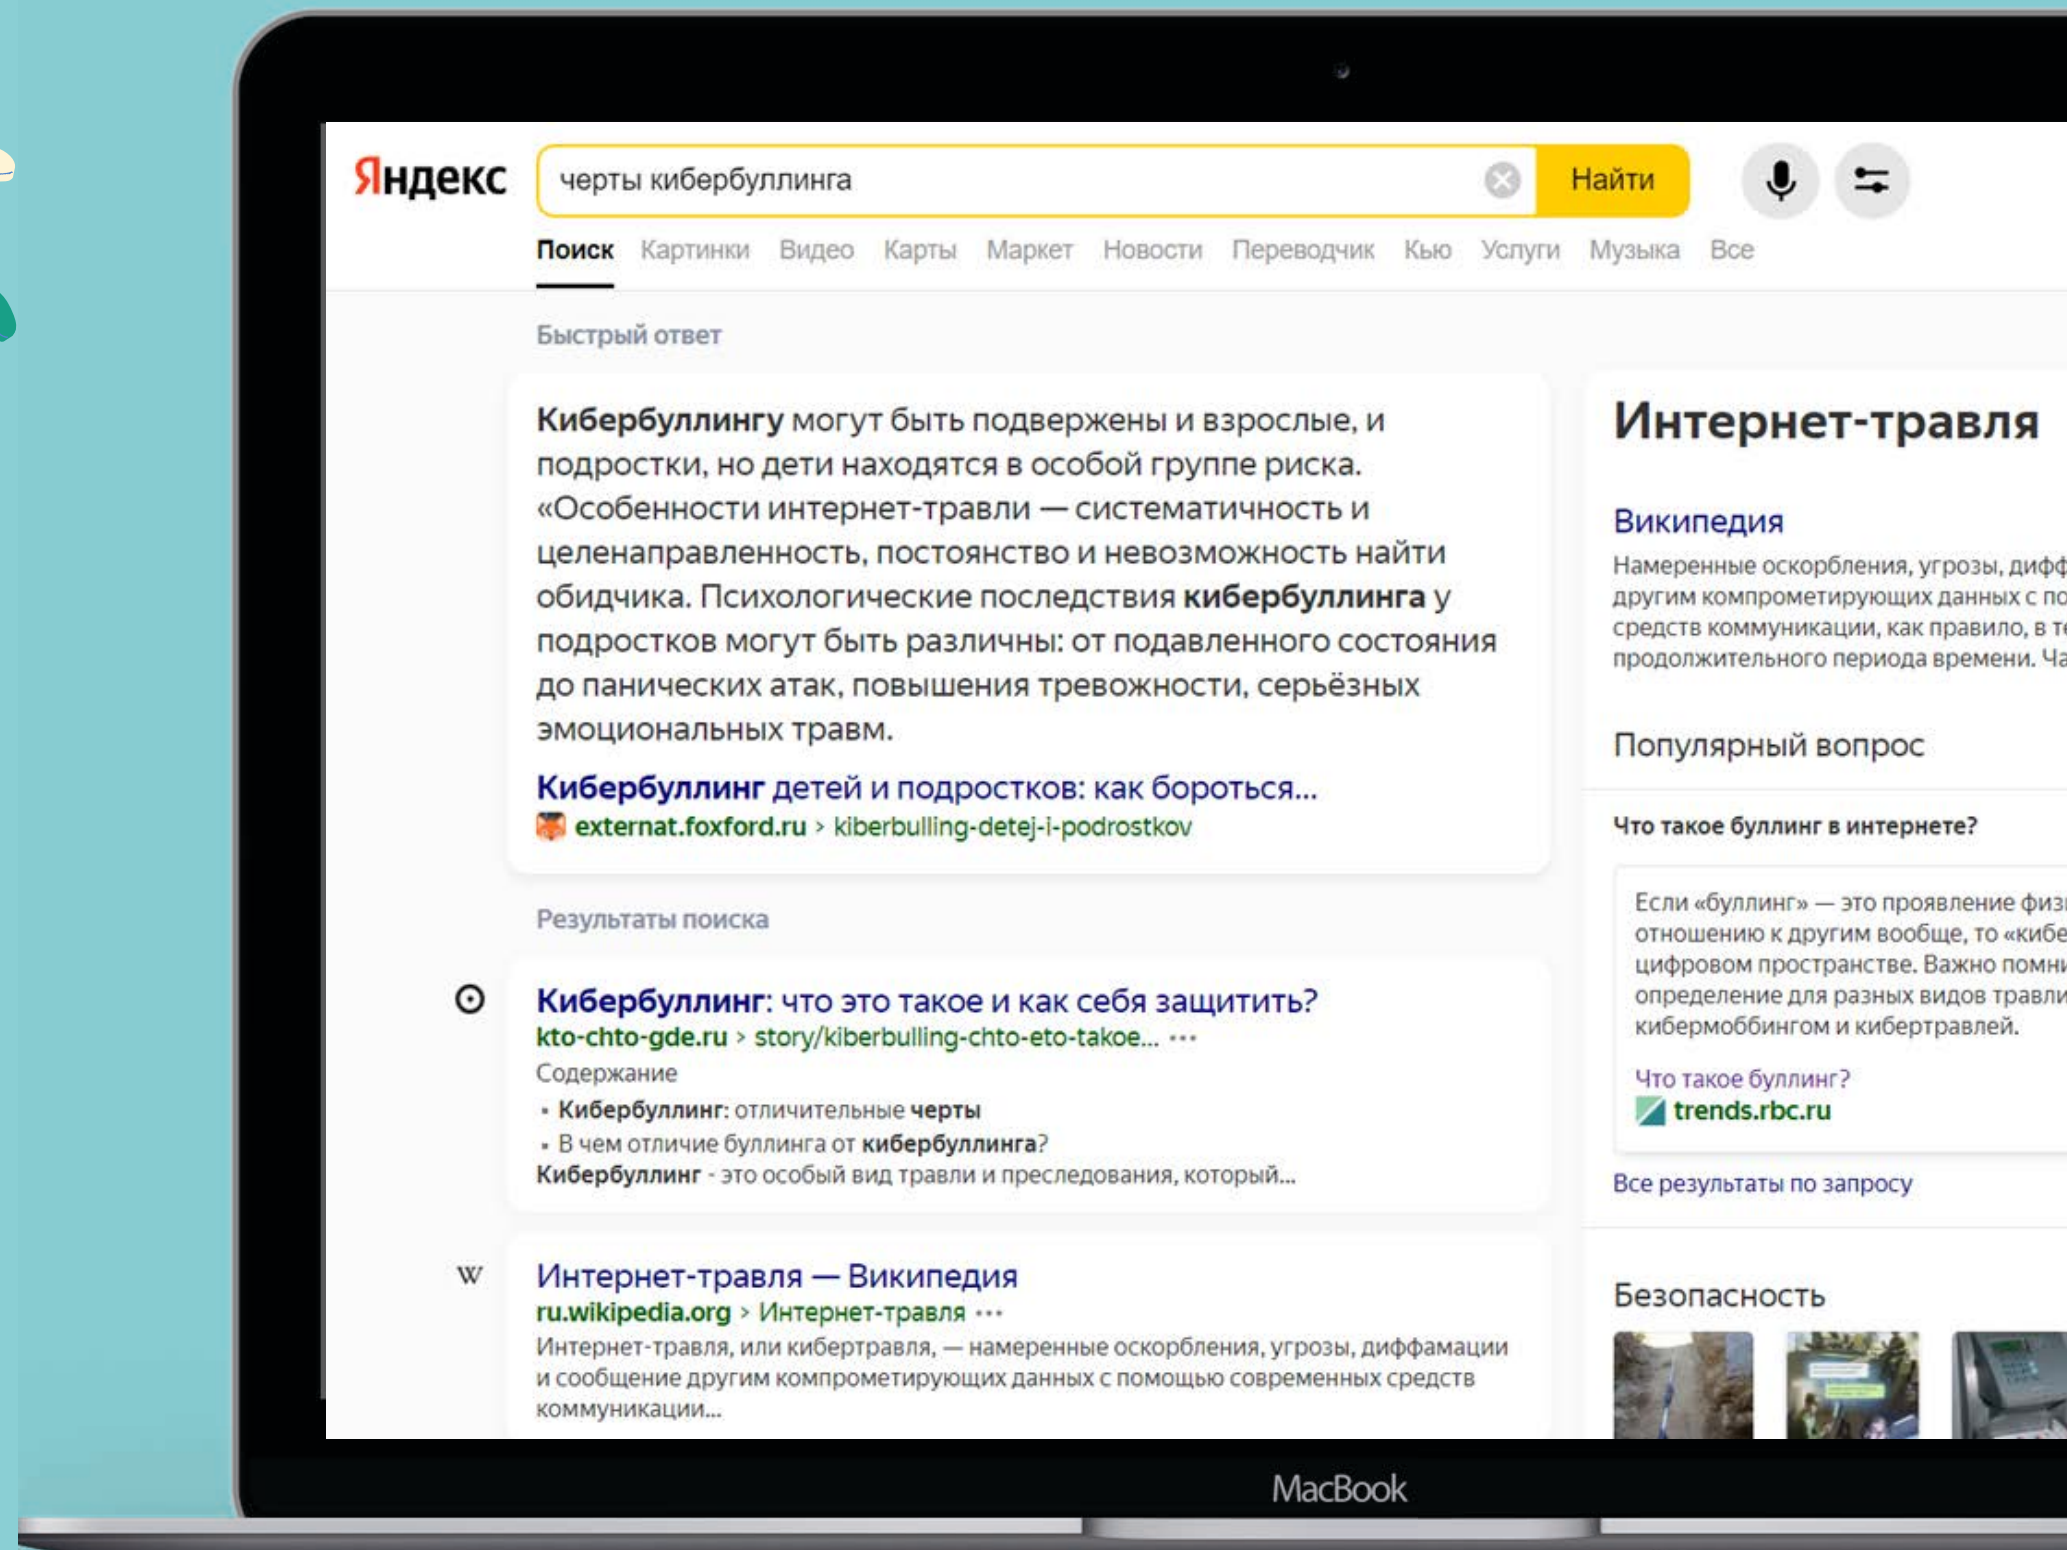 Яндекс
черты кибербуллинга
Найти
Поиск Картинки Видео Карты Маркет Новости Переводчик Кью Услуги Музыка Все
Быстрый ответ
Кибербуллингу могут быть подвержены и взрослые, и
подростки, но дети находятся в особой группе риска.
«Особенности интернет-травли — систематичность и
целенаправленность, постоянство и невозможность найти
обидчика. Психологические последствия кибербуллинга у
подростков могут быть различны: от подавленного состояния
до панических атак, повышения тревожности, серьёзных
эмоциональных травм.
Кибербуллинг детей и подростков: как бороться...
externat.foxford.ru › kiberbulling-detej-i-podrostkov
Результаты поиска
Кибербуллинг: что это такое и как себя защитить?
kto-chto-gde.ru › story/kiberbulling-chto-eto-takoe... ···
Содержание
▪ Кибербуллинг: отличительные черты
▪ В чем отличие буллинга от кибербуллинга?
Кибербуллинг - это особый вид травли и преследования, который...
W
Интернет-травля — Википедия
ru.wikipedia.org › Интернет-травля ···
Интернет-травля, или кибертравля, — намеренные оскорбления, угрозы, диффамации
и сообщение другим компрометирующих данных с помощью современных средств
коммуникации...
Интернет-травля
Википедия
Намеренные оскорбления, угрозы,
другим компрометирующих данных с
средств коммуникации, как правило, в
продолжительного периода времени.
Популярный вопрос
Что такое буллинг в интернете?
Если «буллинг» — это проявление
отношению к другим вообще, то
цифровом пространстве. Важно
определение для разных видов травли
кибермоббингом и кибертравлей.
Что такое буллинг?
trends.rbc.ru
Все результаты по запросу
Безопасность
MacBook